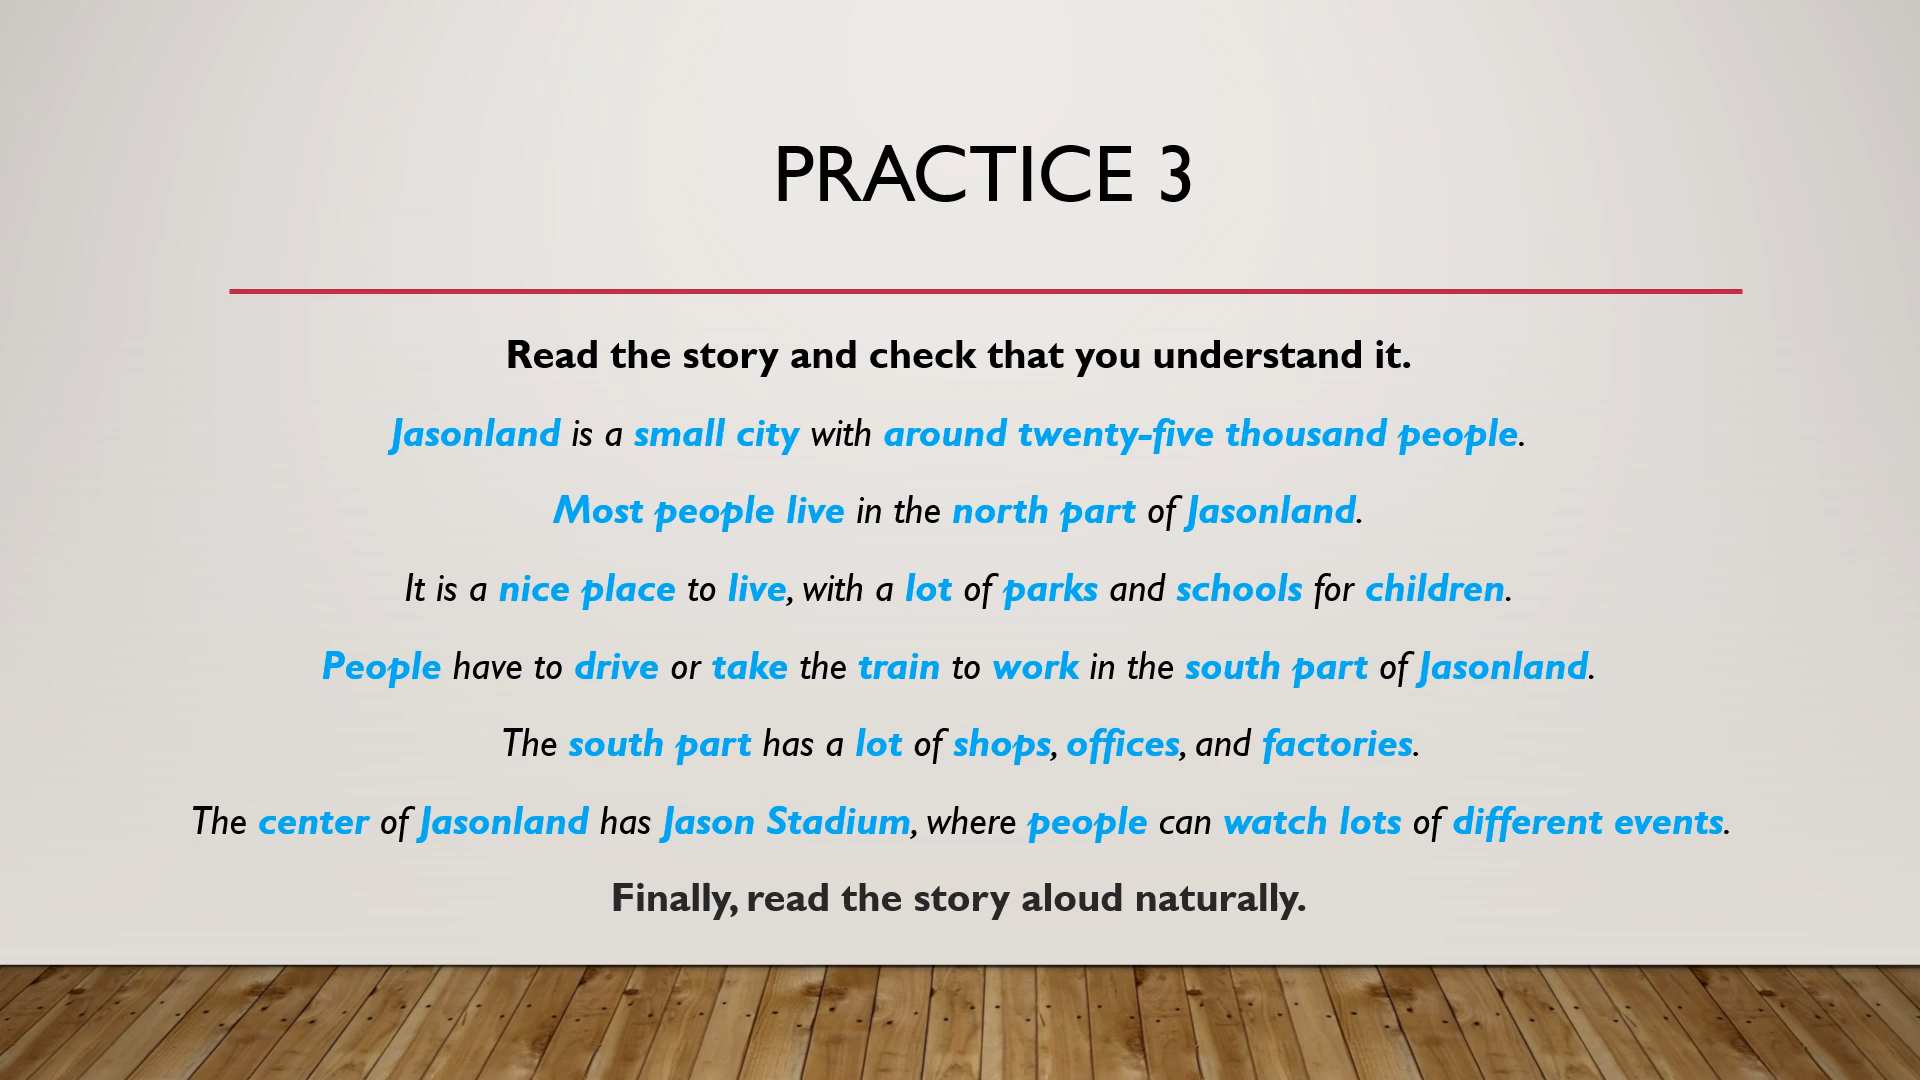 PRACTICE 3
Read the story and check that you understand it.
Jasonland is a small city with around twenty-five thousand people.
Most people live in the north part of Jasonland.
It is a nice place to live, with a lot of parks and schools for children.
People have to drive or take the train to work in the south part of Jasonland.
The south part has a lot of shops, offices, and factories.
The center of Jasonland has Jason Stadium, where people can watch lots of different events.
Finally, read the story aloud naturally.